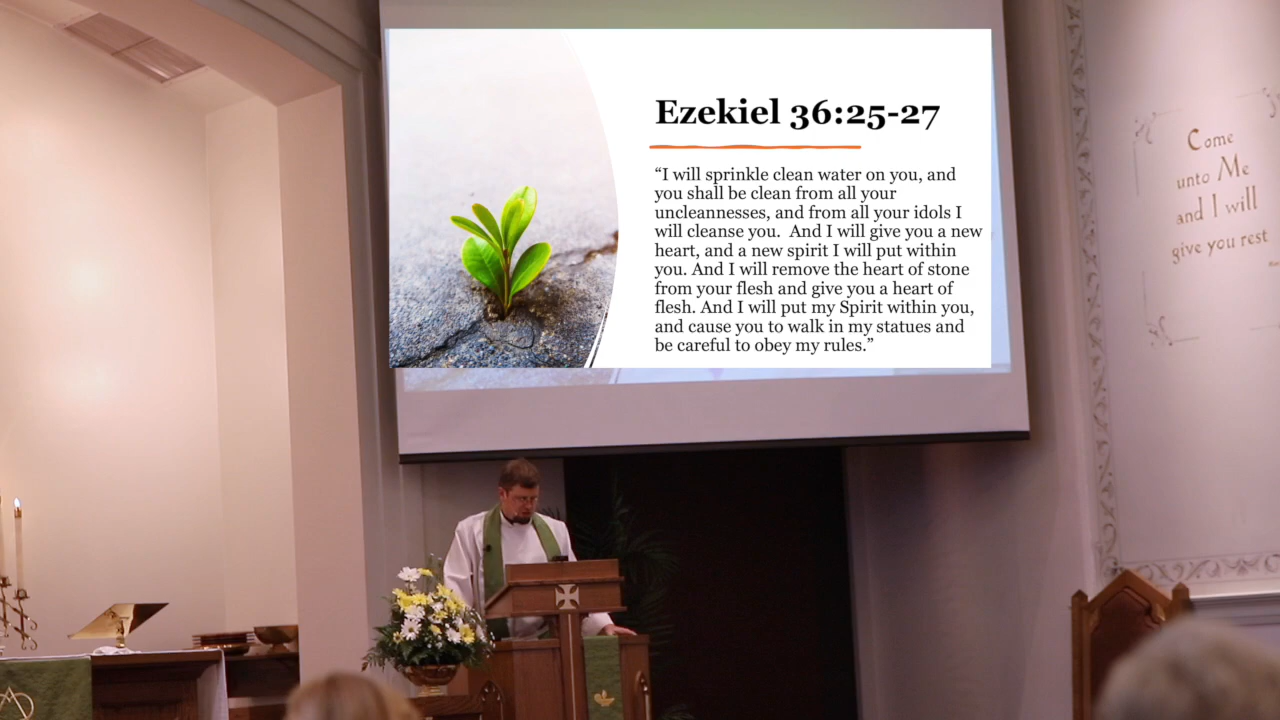 Ezekiel 36:25-27
“I will sprinkle clean water on you, and
you shall be clean from all your
uncleannesses, and from all your idols I
will cleanse you.  And I will give you a new
heart, and a new spirit I will put within
you. And I will remove the heart of stone
from your flesh and give you a heart of
flesh. And I will put my Spirit within you,
and cause you to walk in my statues and
be careful to obey my rules.”
Come
unto Me
and I will
give you rest